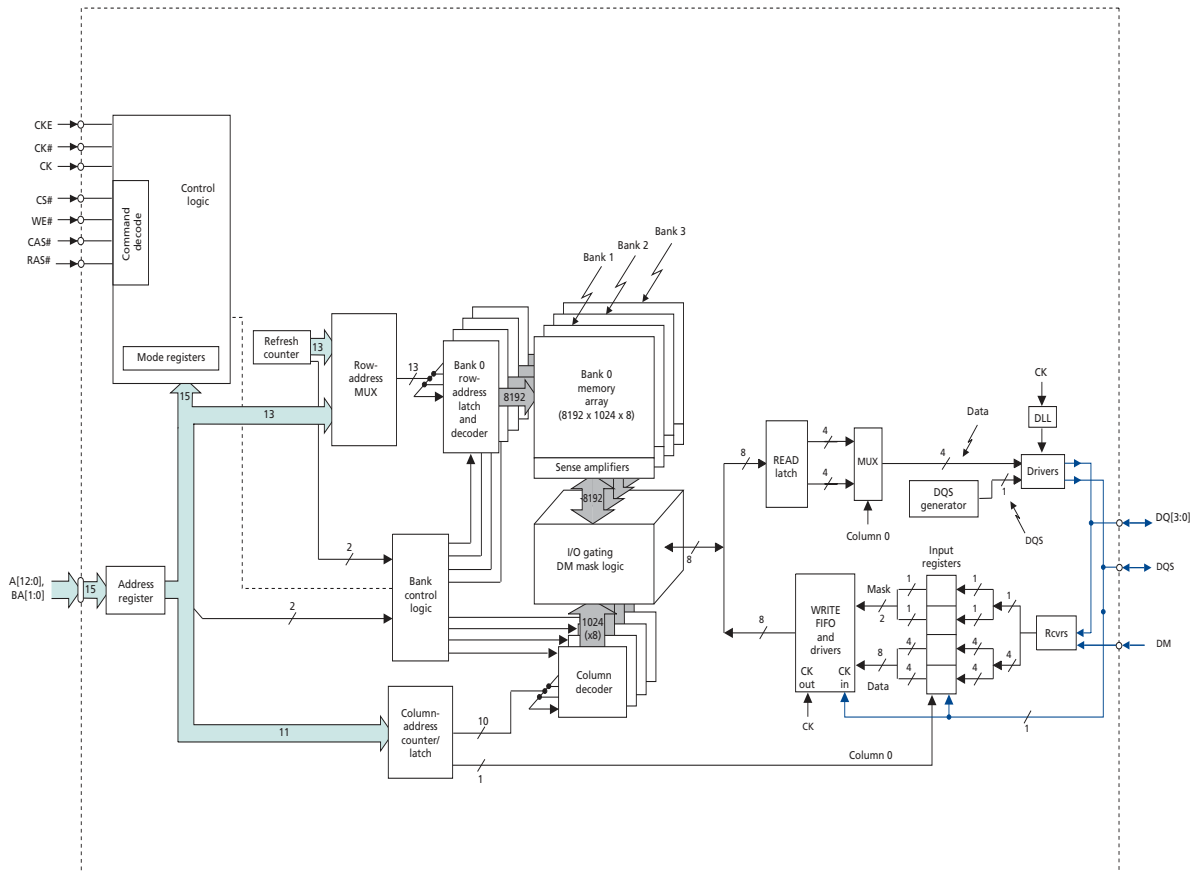 CKE
CK#
CK
CS#
WE#
CAS#
RAS#
Control
logic
Command
decode
Mode registers
15
Refresh
counter
13
13
Row-
address
MUX
13
Bank 0
row-
address
latch
and
decoder
8192
Bank 1
Bank 2
Bank 3
Bank 0
memory
array
(8192 x 1024 x 8)
Sense amplifiers
8192
I/O gating
DM mask logic
1024
(x8)
Column
decoder
A[12:0],
BA[1:0]
15
Address
register
2
2
Bank
control
logic
11
Column-
address
counter/
latch
10
1
Column 0
8
8
8
READ
latch
4
4
MUX
Column 0
4
Data
DQS
generator
1
DQS
CK
DLL
Drivers
DQ[3:0]
DQS
DM
Input
registers
WRITE
FIFO
and
drivers
CK
out
CK
in
CK
Mask
2
8
Data
1
1
4
4
1
1
4
4
1
4
Rcvrs
1